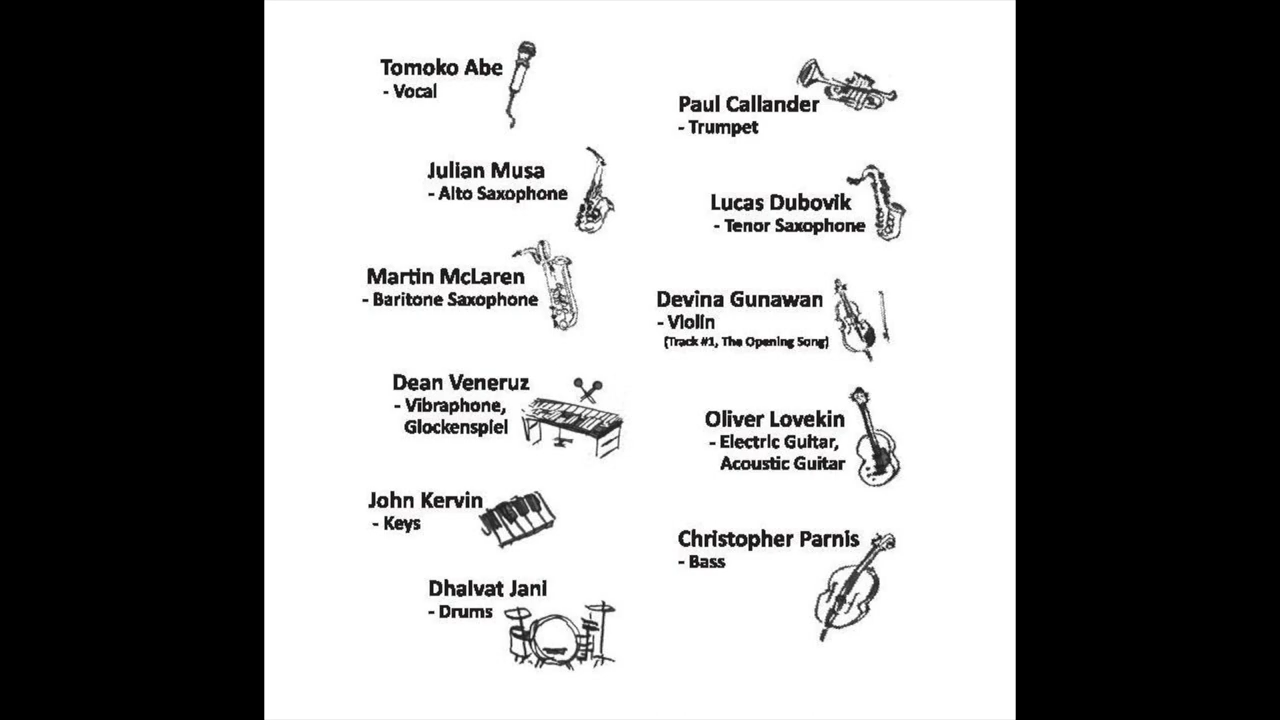 Tomoko Abe
- Vocal
Julian Musa
- Alto Saxophone
Martin McLaren
- Baritone Saxophone
Dean Veneruz
- Vibraphone,
Glockenspiel
John Kervin
- Keys
Dhaivat Jani
- Drums
Paul Callander
- Trumpet
Lucas Dubovik
- Tenor Saxophone
Devina Gunawan
- Violin
(Track #1, The Opening Song)
Oliver Lovekin
- Electric Guitar,
Acoustic Guitar
Christopher Parnis
- Bass